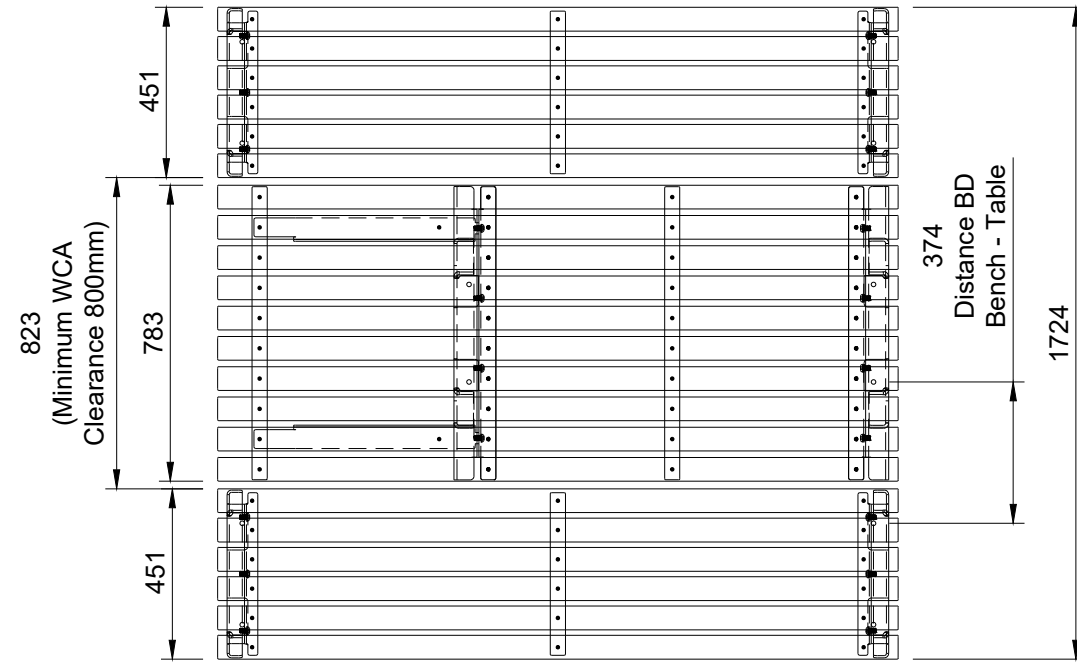 451
823
(Minimum WCA
Clearance 800mm)
783
451
374
Distance BD
Bench - Table
1724